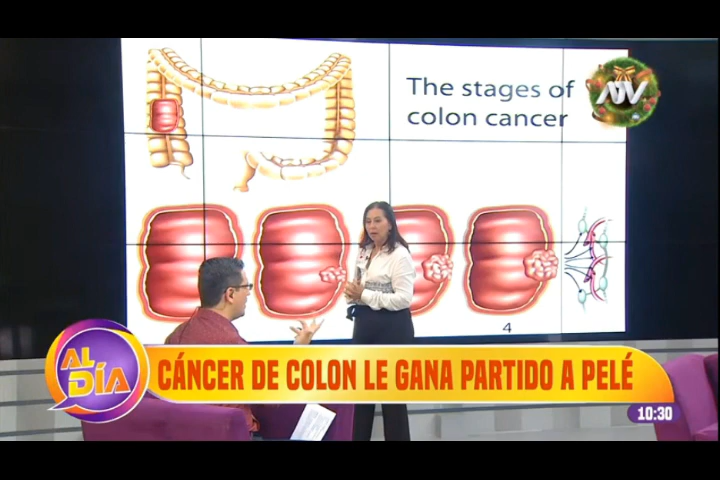 The stages of
colon cancer
ATV
4
AL
DÍA
CÁNCER DE COLON LE GANA PARTIDO A PELÉ
10:30